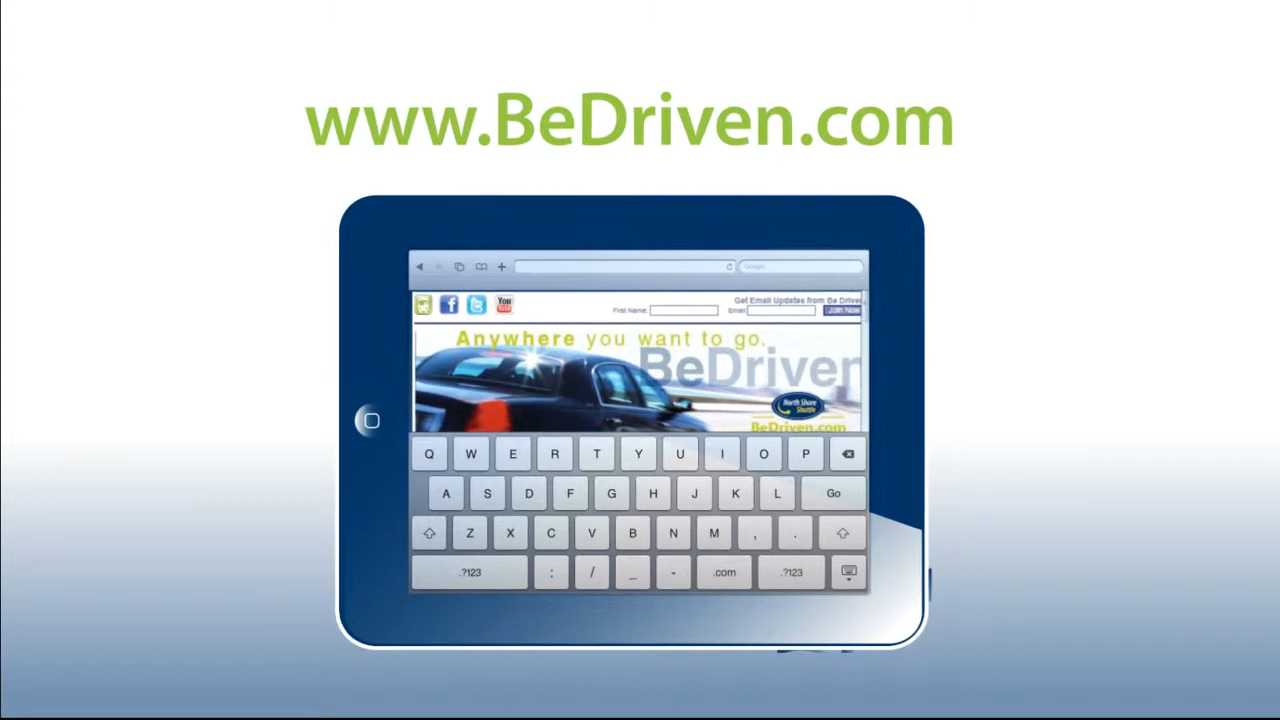 www.BeDriven.com
Google
f
You
Get Email Updates from Be Driven
First Name:
Email
Join Now
Anywhere you want to go.
BeDriven
North Shore
Shuttle
BeDriven.com
Q W E R T Y U I O P
A S D F G H J K L Go
Z X C V B N M , .
.?123 : / _ - .com .?123